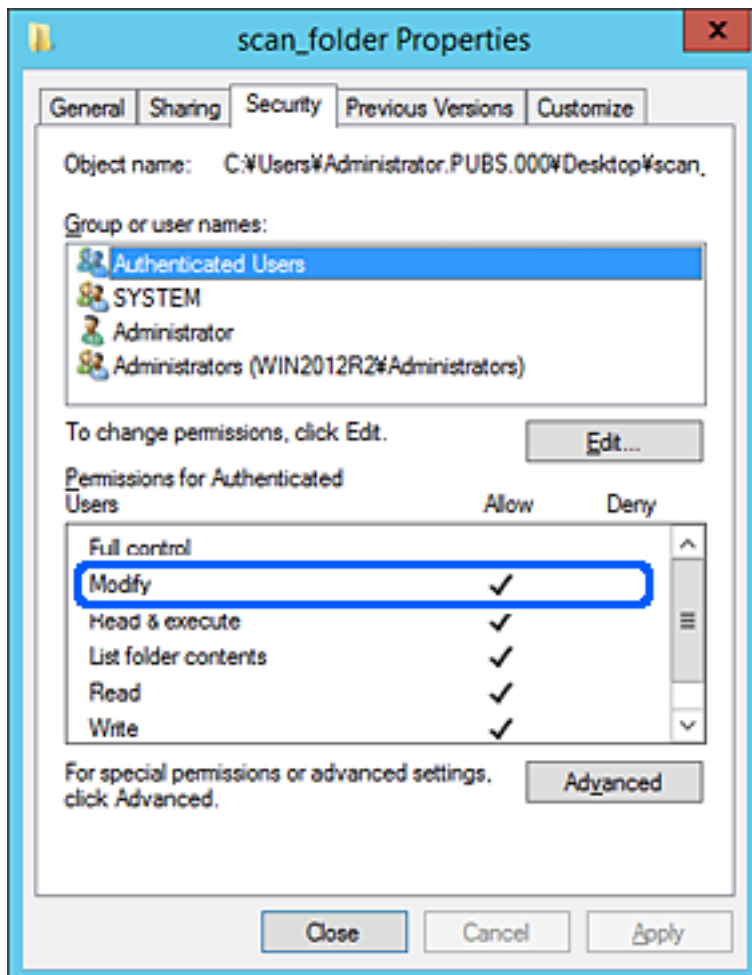 scan_folder Properties
x
General Sharing Security Previous Versions Customize
Object name: C:¥Users¥Administrator.PUBS.000¥Desktop¥scan_
Group or user names:
Authenticated Users
SYSTEM
Administrator
Administrators (WIN2012R2¥Administrators)
To change permissions, click Edit.
Edit...
Permissions for Authenticated
Users Allow Deny
Full control
Modify
Read & execute
List folder contents
Read
Write
For special permissions or advanced settings,
click Advanced.
Advanced
Close Cancel Apply